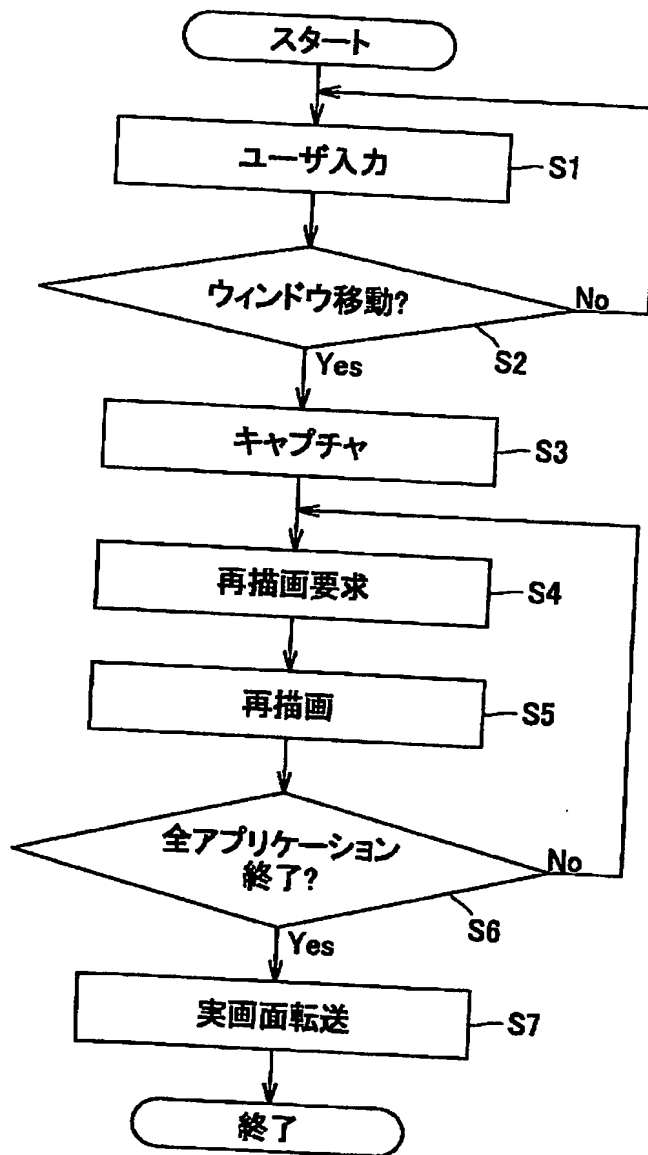 スタート
ユーザ入力
S1
ウィンドウ移動?
No
S2
Yes
キャプチャ
S3
再描画要求
S4
再描画
S5
全アプリケーション
終了?
No
S6
Yes
実画面転送
S7
終了